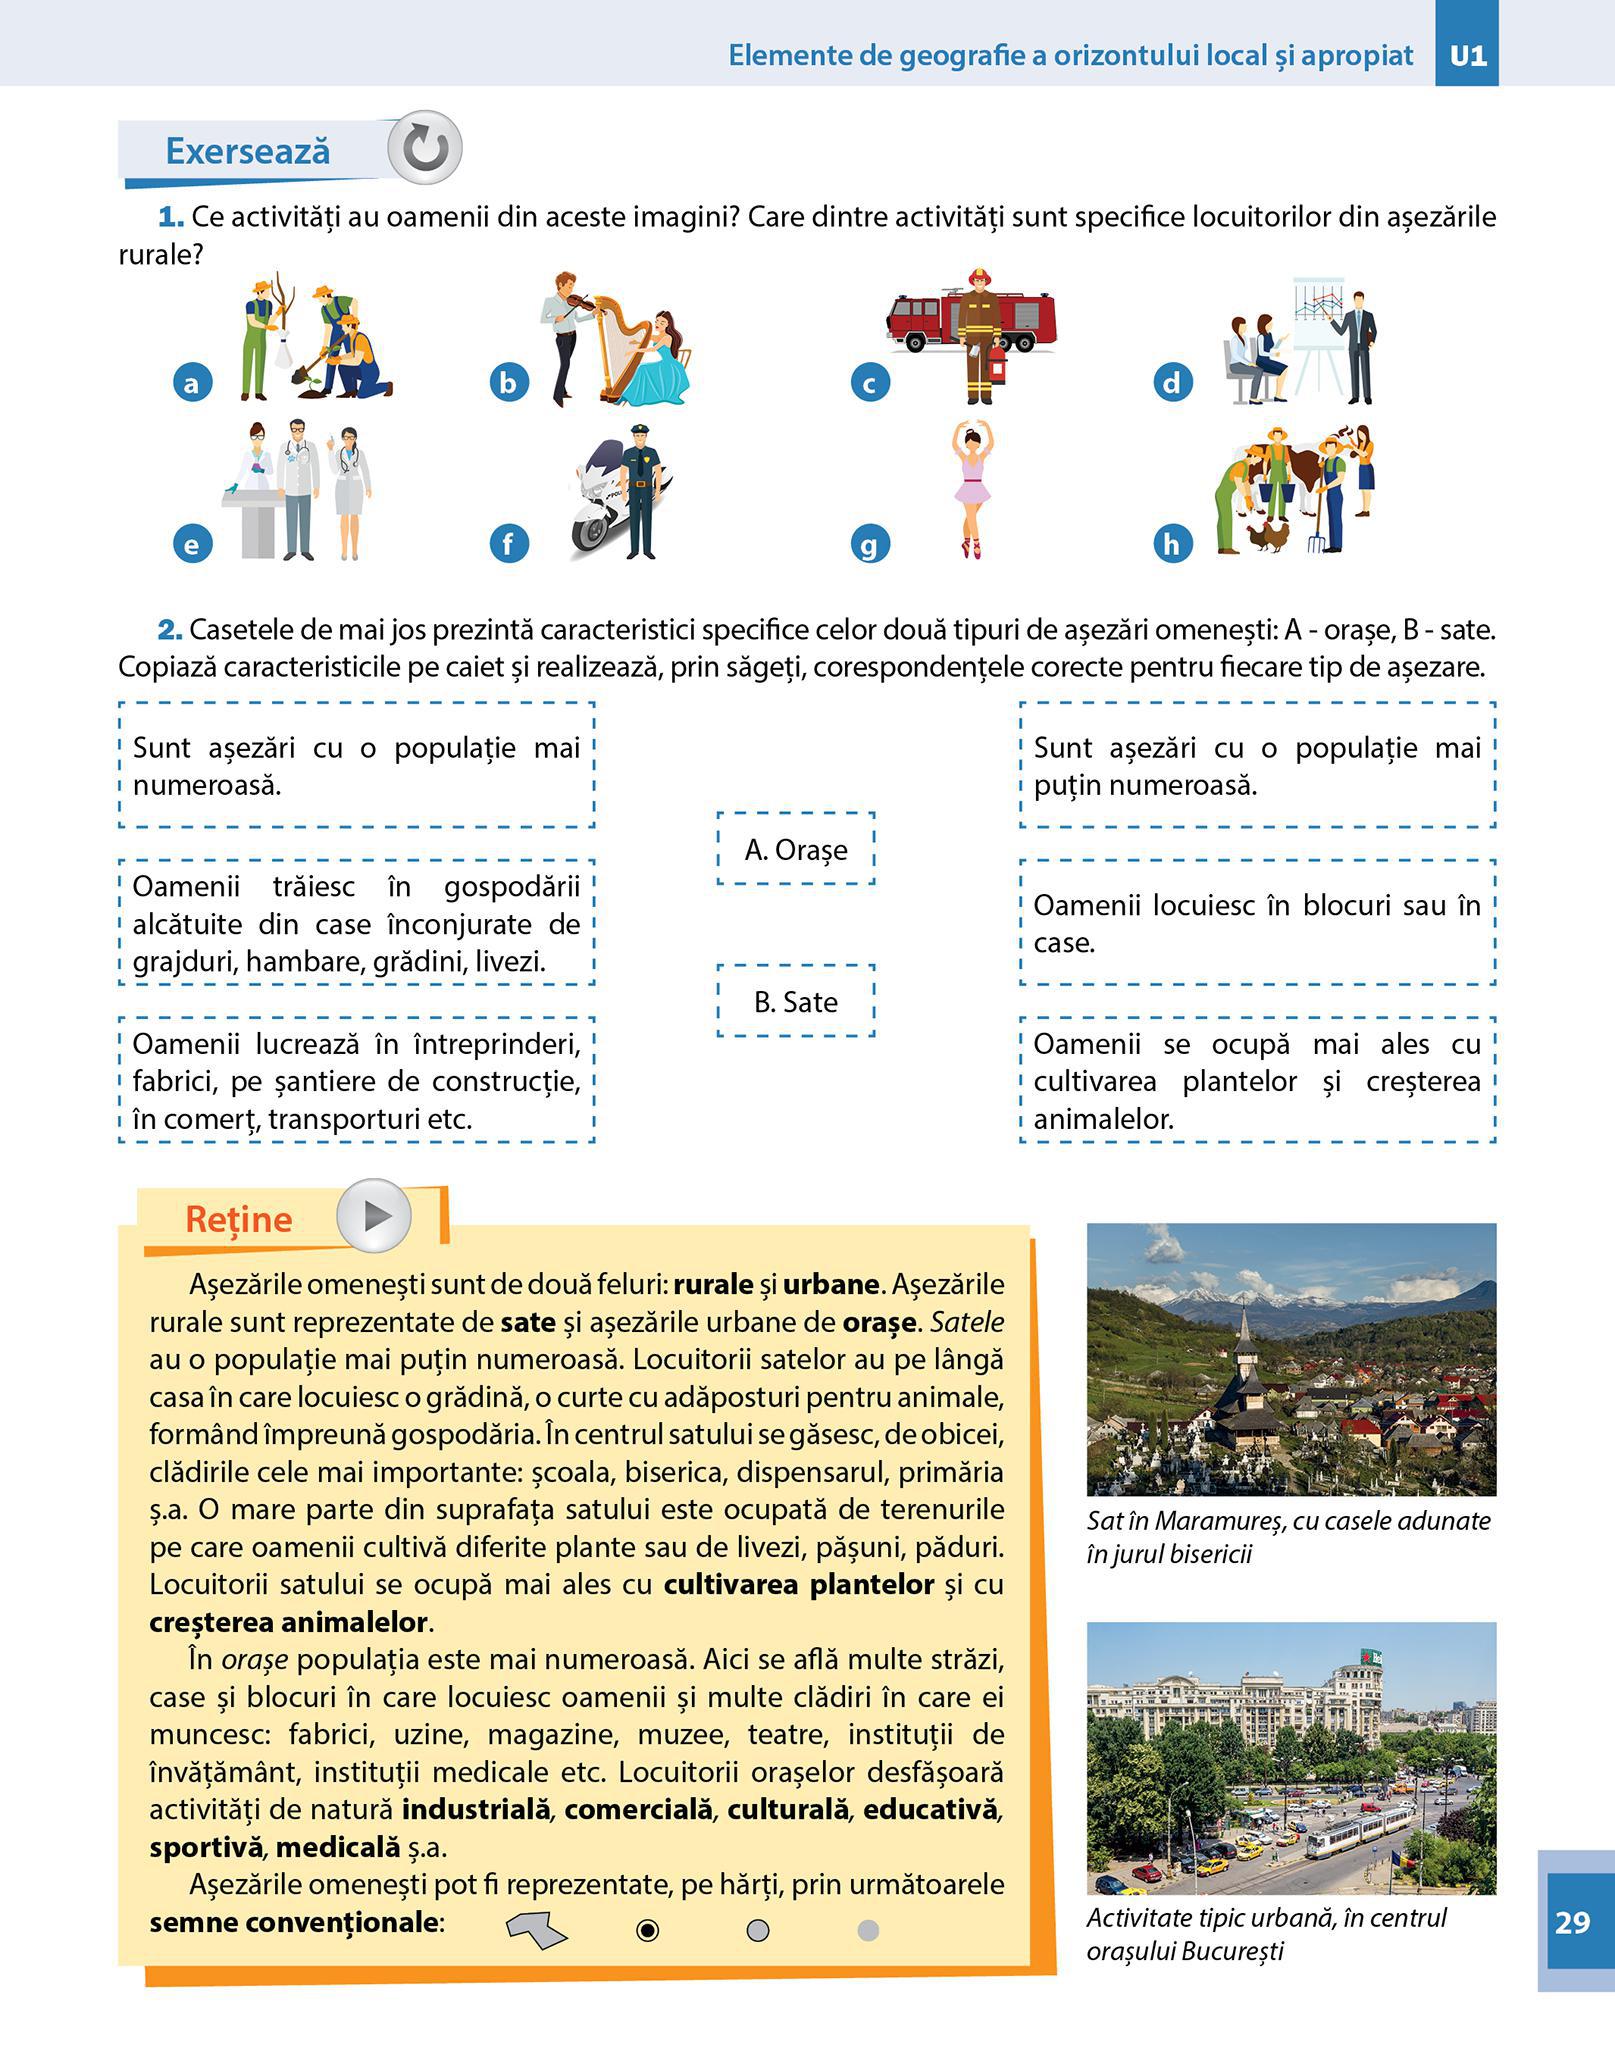 Elemente de geografie a orizontului local și apropiat U1
Exersează
1. Ce activități au oamenii din aceste imagini? Care dintre activități sunt specifice locuitorilor din așezările
rurale?
a b c d
e f g h
2. Casetele de mai jos prezintă caracteristici specifice celor două tipuri de așezări omenești: A - orașe, B - sate.
Copiază caracteristicile pe caiet și realizează, prin săgeți, corespondențele corecte pentru fiecare tip de așezare.
Sunt așezări cu o populație mai
numeroasă.
Oamenii trăiesc în gospodării
alcătuite din case înconjurate de
grajduri, hambare, grădini, livezi.
Oamenii lucrează în întreprinderi,
fabrici, pe șantiere de construcție,
în comerț, transporturi etc.
A. Orașe
B. Sate
Sunt așezări cu o populație mai
puțin numeroasă.
Oamenii locuiesc în blocuri sau în
case.
Oamenii se ocupă mai ales cu
cultivarea plantelor și creșterea
animalelor.
Reține
Așezările omenești sunt de două feluri: rurale și urbane. Așezările
rurale sunt reprezentate de sate și așezările urbane de orașe. Satele
au o populație mai puțin numeroasă. Locuitorii satelor au pe lângă
casa în care locuiesc o grădină, o curte cu adăposturi pentru animale,
formând împreună gospodăria. În centrul satului se găsesc, de obicei,
clădirile cele mai importante: școala, biserica, dispensarul, primăria
ș.a. O mare parte din suprafața satului este ocupată de terenurile
pe care oamenii cultivă diferite plante sau de livezi, pășuni, păduri.
Locuitorii satului se ocupă mai ales cu cultivarea plantelor și cu
creșterea animalelor.
În orașe populația este mai numeroasă. Aici se află multe străzi,
case și blocuri în care locuiesc oamenii și multe clădiri în care ei
muncesc: fabrici, uzine, magazine, muzee, teatre, instituții de
învățământ, instituții medicale etc. Locuitorii orașelor desfășoară
activități de natură industrială, comercială, culturală, educativă,
sportivă, medicală ș.a.
Așezările omenești pot fi reprezentate, pe hărți, prin următoarele
semne convenționale:
Sat în Maramureș, cu casele adunate
în jurul bisericii
Activitate tipic urbană, în centrul
orașului București
29